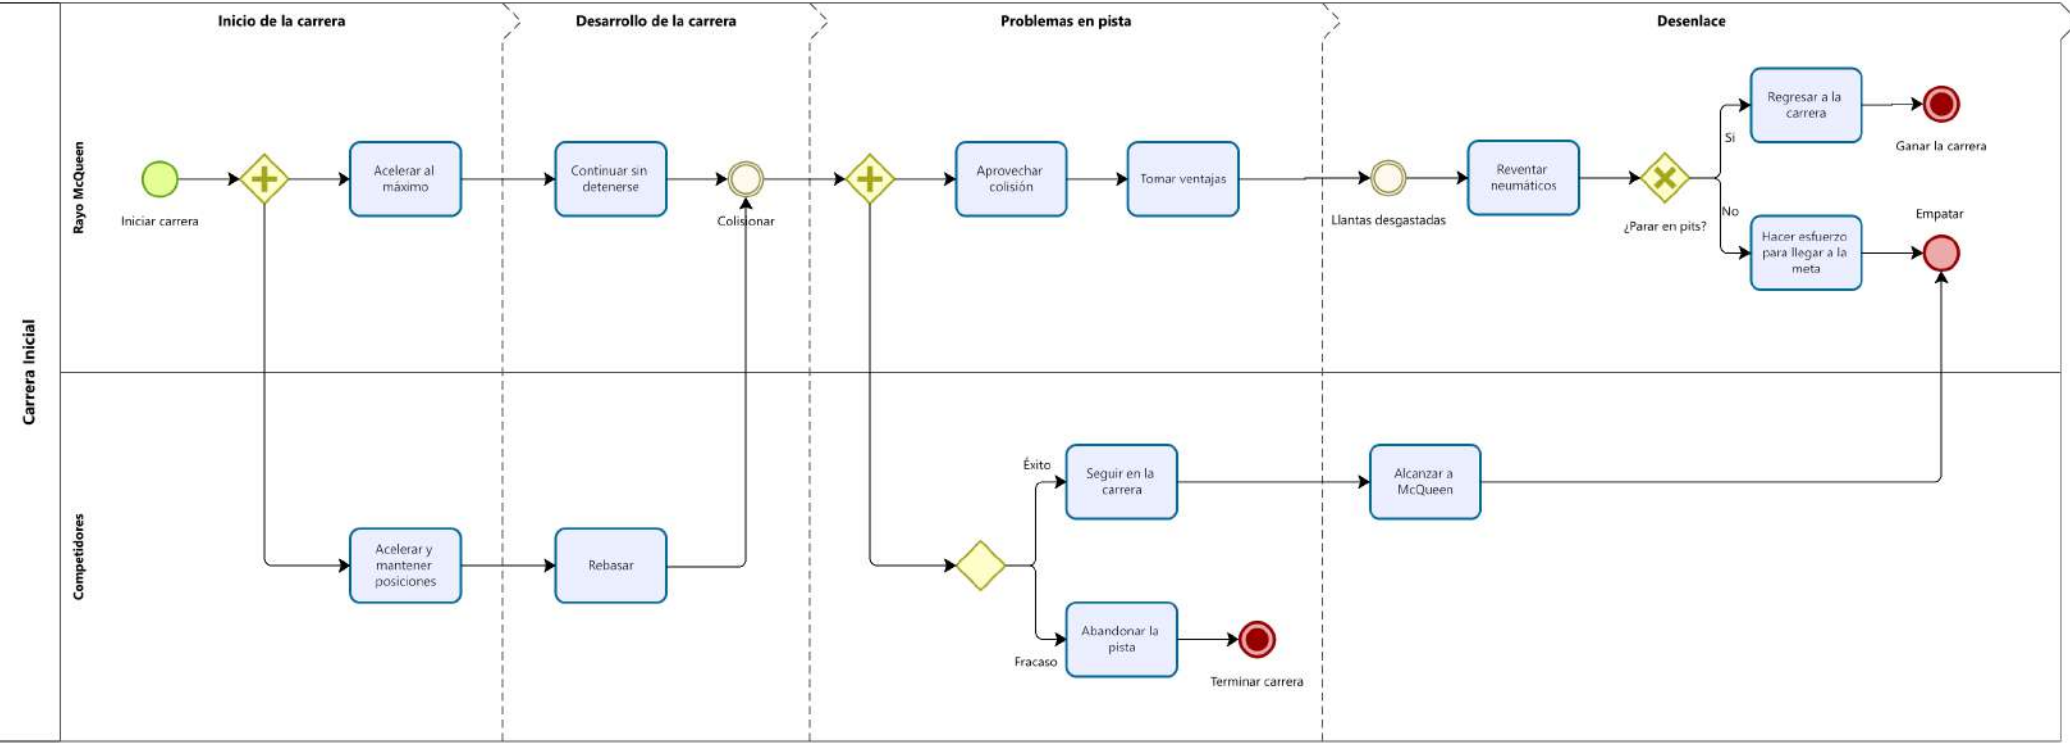 Inicio de la carrera
Desarrollo de la carrera
Problemas en pista
Desenlace
Carrera Inicial
Rayo McQueen
Iniciar carrera
Acelerar al
máximo
Continuar sin
detenerse
Colisionar
Aprovechar
colisión
Tomar ventajas
Llantas desgastadas
Reventar
neumáticos
¿Parar en pits?
Si
Regresar a la
carrera
Ganar la carrera
No
Hacer esfuerzo
para llegar a la
meta
Empatar
Competidores
Acelerar y
mantener
posiciones
Rebasar
Éxito
Seguir en la
carrera
Alcanzar a
McQueen
Fracaso
Abandonar la
pista
Terminar carrera